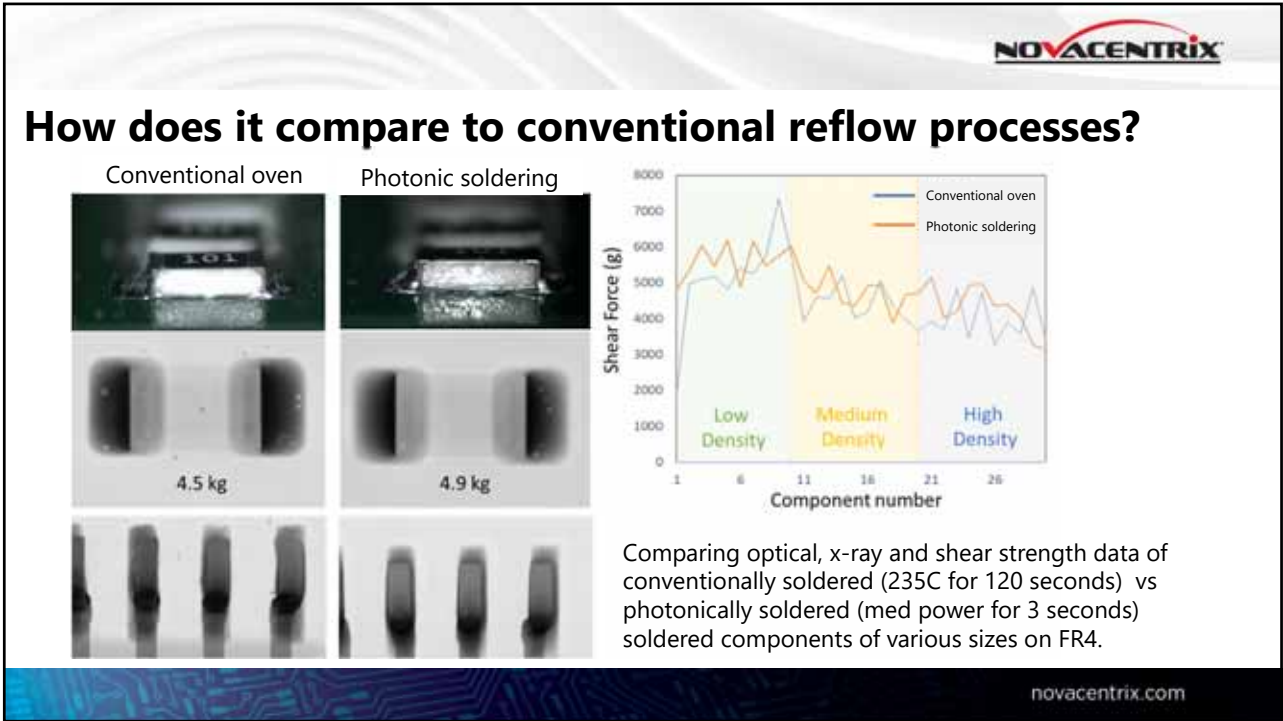 NOVACENTRIX
How does it compare to conventional reflow processes?
Conventional oven
Photonic soldering
101
101
4.5 kg
4.9 kg
Shear Force (g)
8000
7000
6000
5000
4000
3000
2000
1000
0
Conventional oven
Photonic soldering
Low
Density
Medium
Density
High
Density
1
6
11
16
21
26
Component number
Comparing optical, x-ray and shear strength data of
conventionally soldered (235C for 120 seconds) vs
photonically soldered (med power for 3 seconds)
soldered components of various sizes on FR4.
novacentrix.com